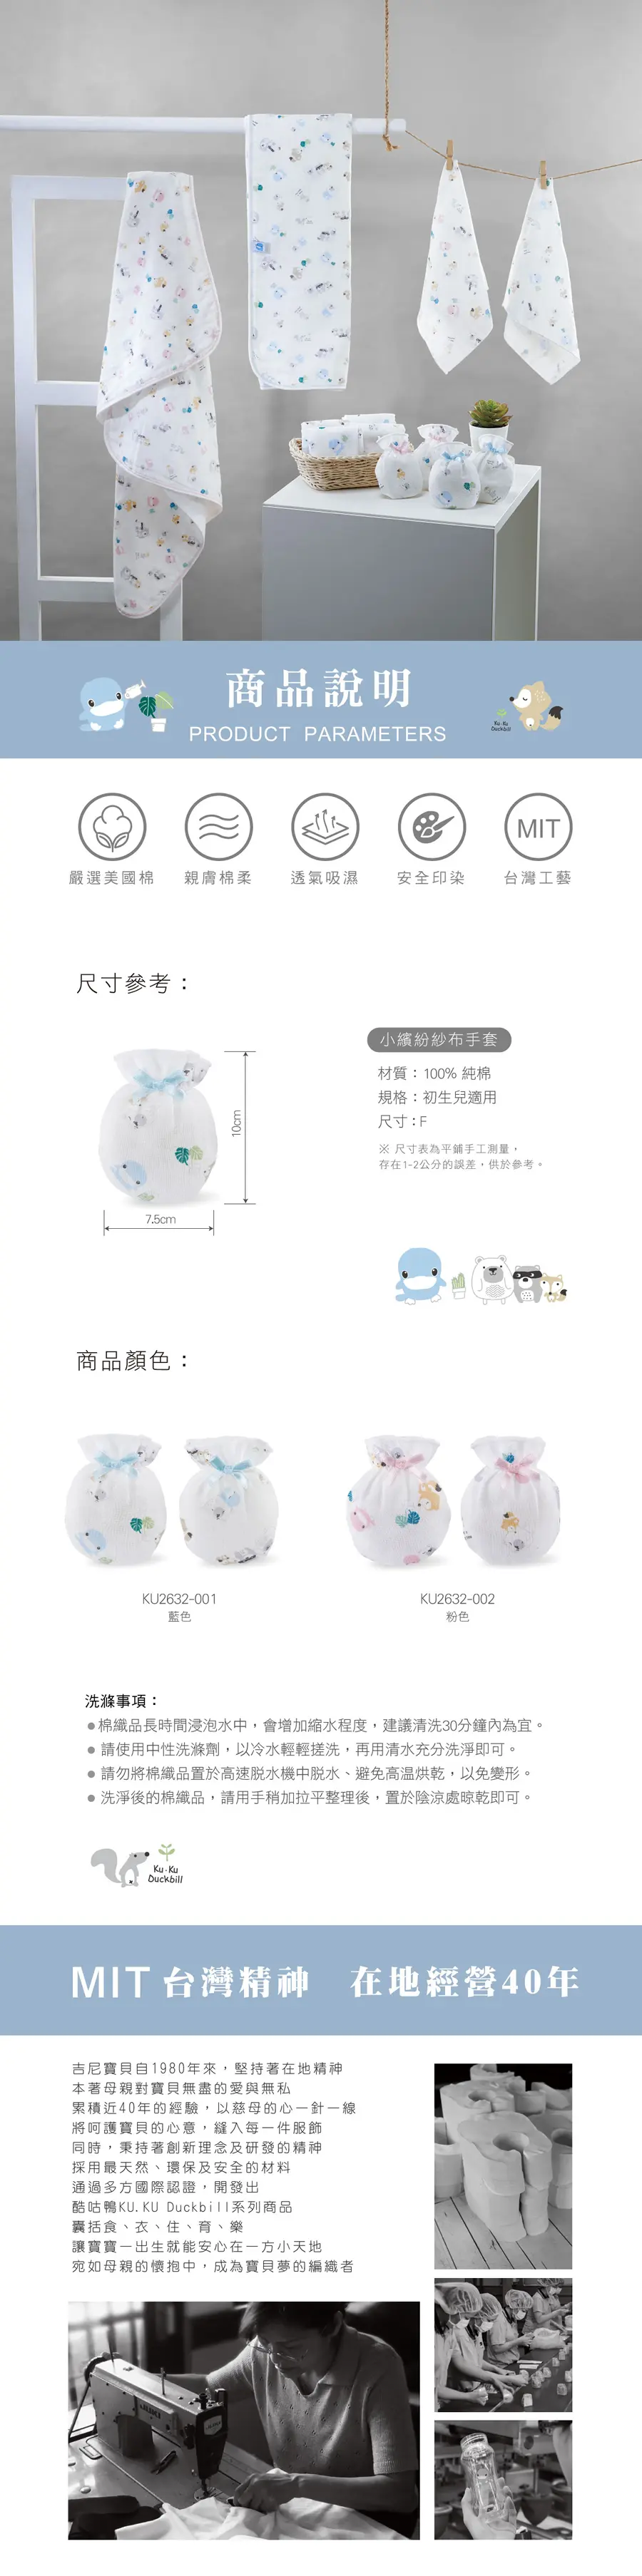 商品說明
PRODUCT PARAMETERS
Ku-Ku
Duckbill
MIT
嚴選美國棉
親膚棉柔
透氣吸濕
安全印染
台灣工藝
尺寸參考：
小繽紛紗布手套
材質：100% 純棉
規格：初生兒適用
尺寸：F
※ 尺寸表為平鋪手工測量，
存在1-2公分的誤差，供於參考。
10cm
7.5cm
商品顏色：
KU2632-001
藍色
KU2632-002
粉色
洗滌事項：
●棉織品長時間浸泡水中，會增加縮水程度，建議清洗30分鐘內為宜。
● 請使用中性洗滌劑，以冷水輕輕搓洗，再用清水充分洗淨即可。
● 請勿將棉織品置於高速脫水機中脫水、避免高温烘乾，以免變形。
● 洗淨後的棉織品，請用手稍加拉平整理後，置於陰涼處晾乾即可。
Ku-Ku
Duckbill
MIT 台灣精神 在地經營40年
吉尼寶貝自1980年來，堅持著在地精神
本著母親對寶貝無盡的愛與無私
累積近40年的經驗，以慈母的心一針一線
將呵護寶貝的心意，縫入每一件服飾
同時，秉持著創新理念及研發的精神
採用最天然、環保及安全的材料
通過多方國際認證，開發出
酷咕鴨KU.KU Duckbill系列商品
囊括食、衣、住、育、樂
讓寶寶一出生就能安心在一方小天地
宛如母親的懷抱中，成為寶貝夢的編織者
JUKI